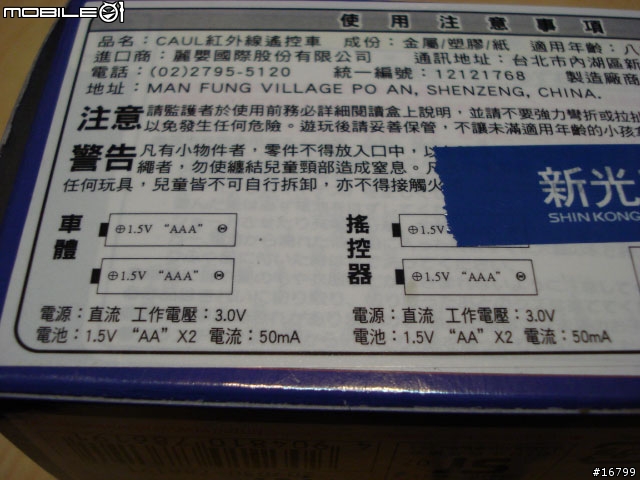 MOBILE01
使用注意事項
品名：CAUL紅外線遙控車 成份：金屬/塑膠/紙 適用年齡：八
進口商：麗嬰國際股份有限公司 通訊地址：台北市內湖區新
電話：(02)2795-5120 統一編號：12121768 製造廠商
地址：MAN FUNG VILLAGE PO AN, SHENZENG, CHINA.
注意 請監護者於使用前務必詳細閱讀盒上說明，並請不要強力彎折或拉扯
以免發生任何危險。遊玩後請妥善保管，不讓未滿適用年齡的小孩
警告 凡有小物件者，零件不得放入口中，以
繩者，勿使纏結兒童頸部造成窒息。凡
任何玩具，兒童皆不可自行拆卸，亦不得接觸火
新光
SHIN KONG
車體
⊕1.5V “AAA” ⊖
⊕1.5V “AAA” ⊖
電源：直流 工作電壓：3.0V
電池：1.5V “AA” X2 電流：50mA
搖控器
⊕1.5V
⊕1.5V “AAA” ⊖
電源：直流 工作電壓：3.0V
電池：1.5V “AA” X2 電流：50mA
#16799